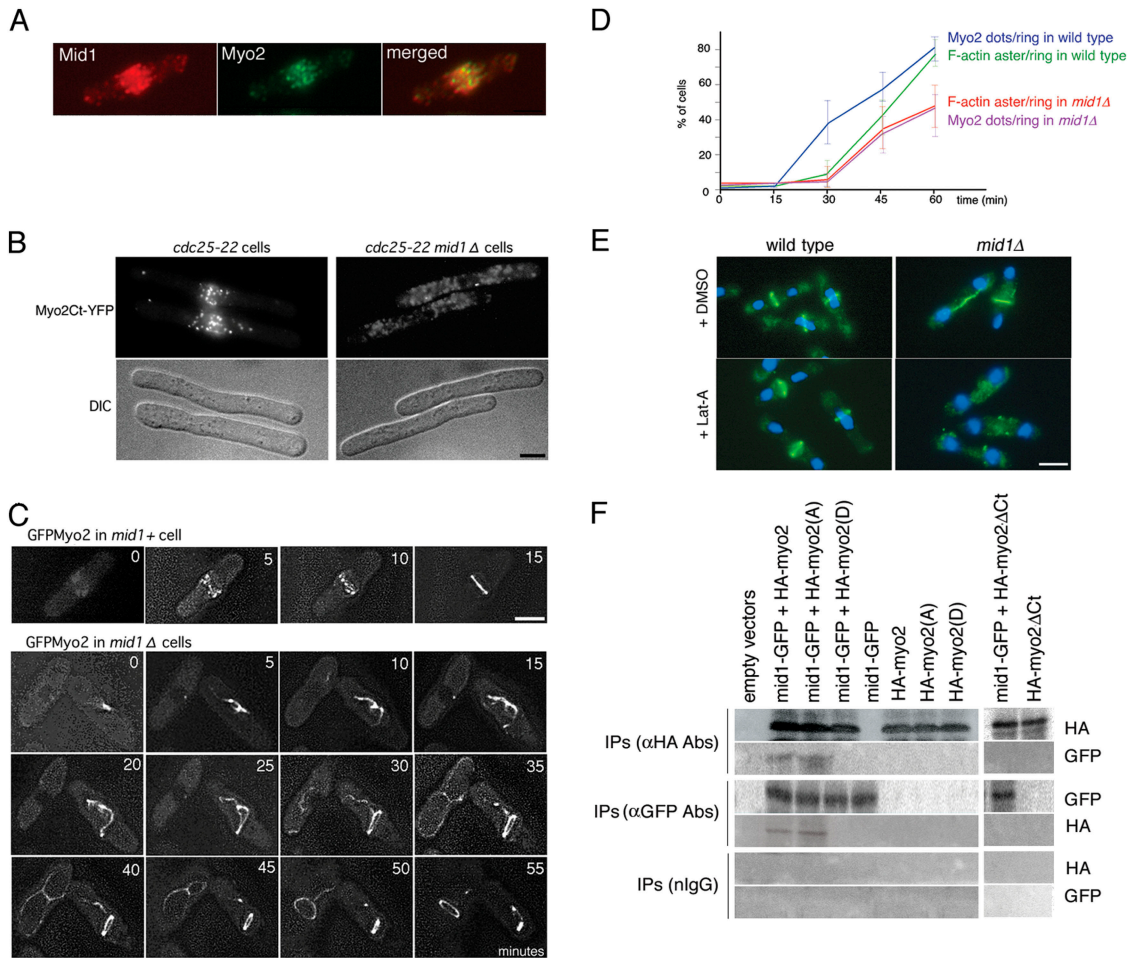 A
Mid1
Myo2
merged
B
cdc25-22 cells
cdc25-22 mid1Δ cells
Myo2Ct-YFP
DIC
C
GFPMyo2 in mid1+ cell
0
5
10
15
GFPMyo2 in mid1Δ cells
0
5
10
15
20
25
30
35
40
45
50
55
minutes
D
Myo2 dots/ring in wild type
F-actin aster/ring in wild type
F-actin aster/ring in mid1Δ
Myo2 dots/ring in mid1Δ
% of cells
80
60
40
20
0
0
15
30
45
60
time (min)
E
wild type
mid1Δ
+ DMSO
+ Lat-A
F
empty vectors
mid1-GFP + HA-myo2
mid1-GFP + HA-myo2(A)
mid1-GFP + HA-myo2(D)
mid1-GFP
HA-myo2
HA-myo2(A)
HA-myo2(D)
mid1-GFP + HA-myo2ΔCt
HA-myo2ΔCt
IPs (αHA Abs)
HA
GFP
IPs (αGFP Abs)
GFP
HA
IPs (nIgG)
HA
GFP